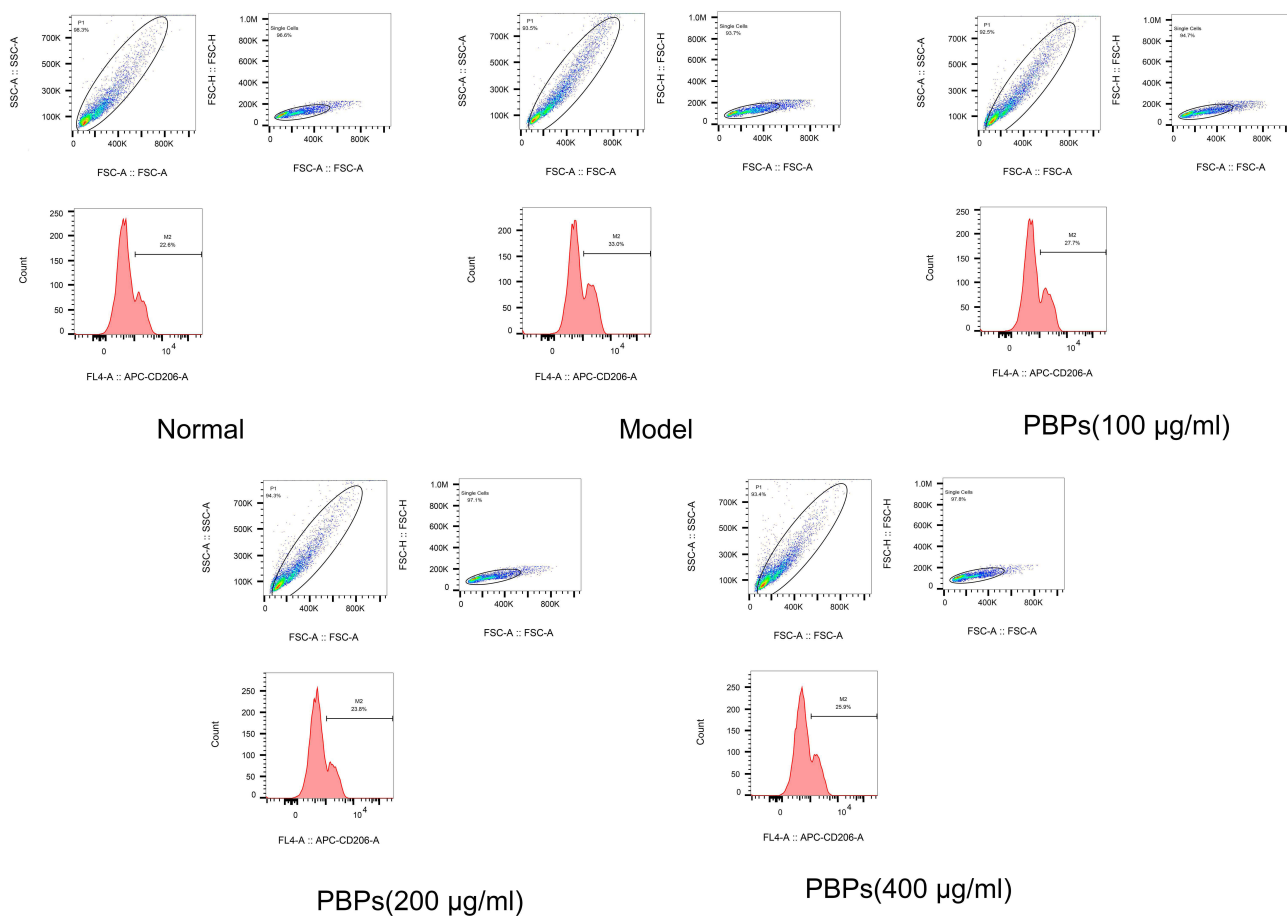 SSC-A :: SSC-A
700K
500K
300K
100K
P1
96.3%
0
400K
800K
FSC-A :: FSC-A
FSC-H :: FSC-H
1.0M
800K
600K
400K
200K
0
Single Cells
96.6%
0
400K
800K
FSC-A :: FSC-A
SSC-A :: SSC-A
700K
500K
300K
100K
P1
93.5%
0
400K
800K
FSC-A :: FSC-A
FSC-H :: FSC-H
1.0M
800K
600K
400K
200K
0
Single Cells
93.7%
0
400K
800K
FSC-A :: FSC-A
SSC-A :: SSC-A
700K
500K
300K
100K
P1
92.5%
0
400K
800K
FSC-A :: FSC-A
FSC-H :: FSC-H
1.0M
800K
600K
400K
200K
0
Single Cells
94.7%
0
400K
800K
FSC-A :: FSC-A
Count
250
200
150
100
50
0
M2
22.6%
0
10^4
FL4-A :: APC-CD206-A
Count
250
200
150
100
50
0
M2
33.0%
0
10^4
FL4-A :: APC-CD206-A
Count
250
200
150
100
50
0
M2
27.7%
0
10^4
FL4-A :: APC-CD206-A
Normal
Model
PBPs(100 µg/ml)
SSC-A :: SSC-A
700K
500K
300K
100K
P1
94.3%
0
400K
800K
FSC-A :: FSC-A
FSC-H :: FSC-H
1.0M
800K
600K
400K
200K
0
Single Cells
97.1%
0
400K
800K
FSC-A :: FSC-A
SSC-A :: SSC-A
700K
500K
300K
100K
P1
93.4%
0
400K
800K
FSC-A :: FSC-A
FSC-H :: FSC-H
1.0M
800K
600K
400K
200K
0
Single Cells
97.8%
0
400K
800K
FSC-A :: FSC-A
Count
250
200
150
100
50
0
M2
23.8%
0
10^4
FL4-A :: APC-CD206-A
Count
250
200
150
100
50
0
M2
25.9%
0
10^4
FL4-A :: APC-CD206-A
PBPs(200 µg/ml)
PBPs(400 µg/ml)